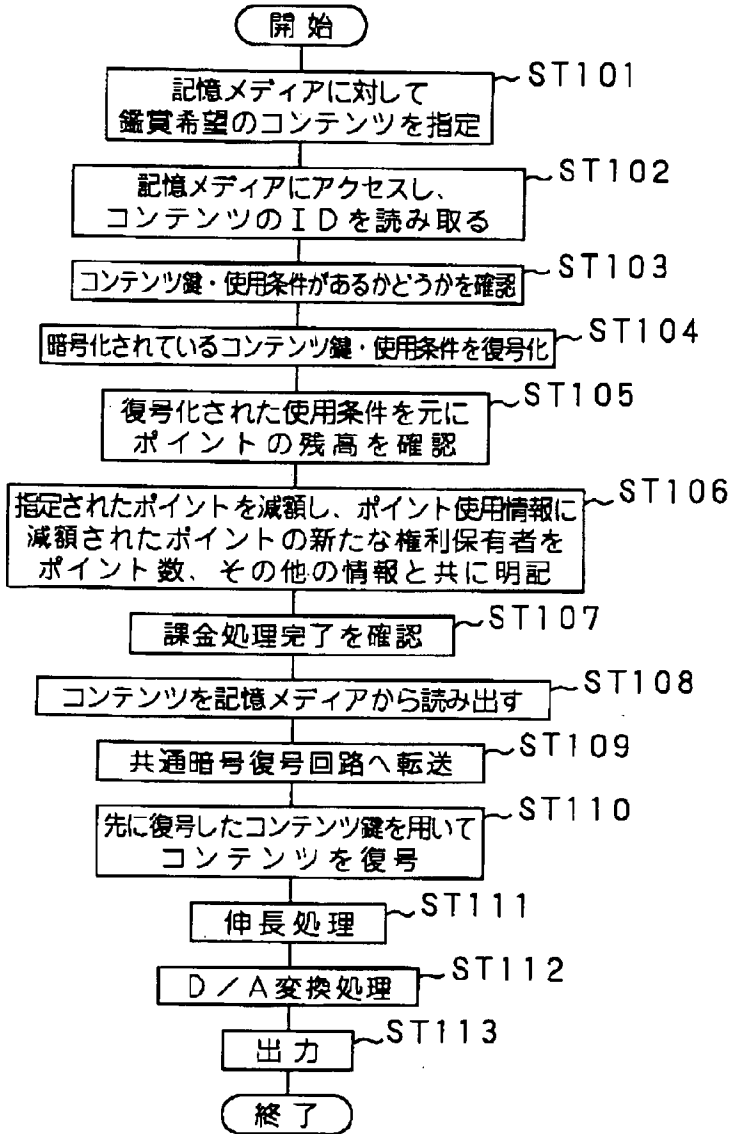 開始
ST101
記憶メディアに対して
鑑賞希望のコンテンツを指定
ST102
記憶メディアにアクセスし、
コンテンツのIDを読み取る
ST103
コンテンツ鍵・使用条件があるかどうかを確認
ST104
暗号化されているコンテンツ鍵・使用条件を復号化
ST105
復号化された使用条件を元に
ポイントの残高を確認
ST106
指定されたポイントを減額し、ポイント使用情報に
減額されたポイントの新たな権利保有者を
ポイント数、その他の情報と共に明記
ST107
課金処理完了を確認
ST108
コンテンツを記憶メディアから読み出す
ST109
共通暗号復号回路へ転送
ST110
先に復号したコンテンツ鍵を用いて
コンテンツを復号
ST111
伸長処理
ST112
D/A変換処理
ST113
出力
終了